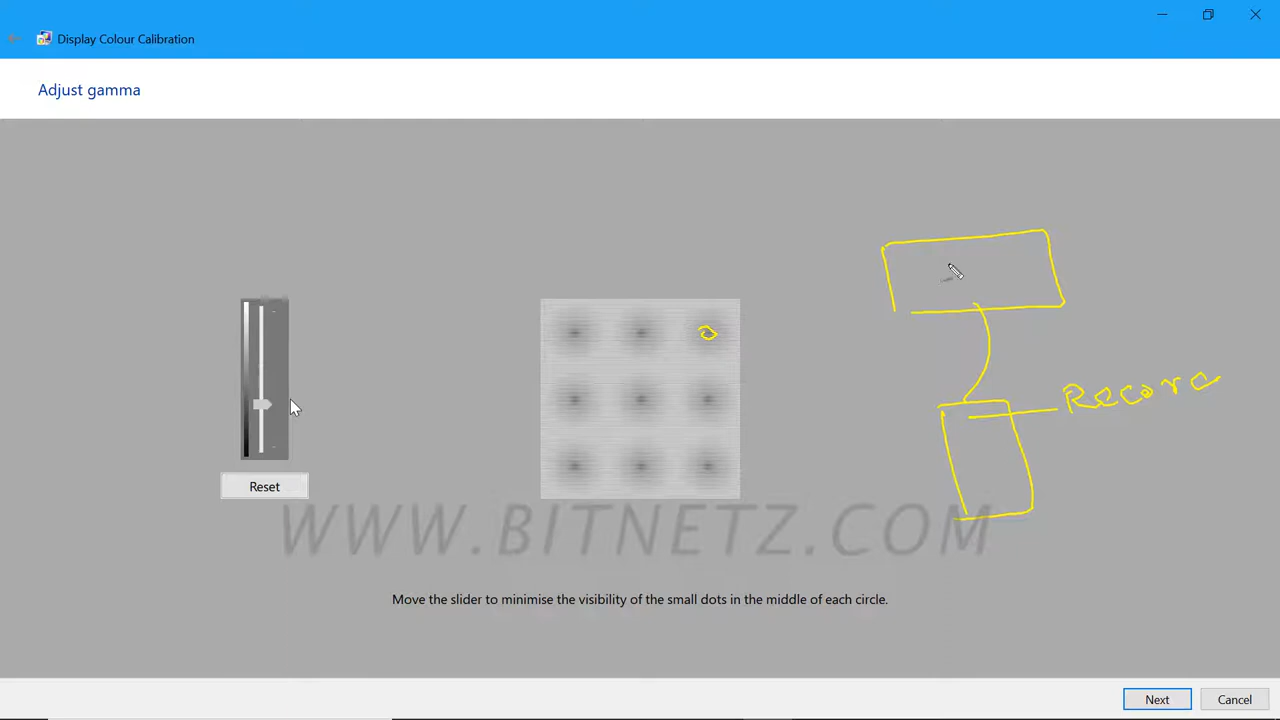 Display Colour Calibration
Adjust gamma
Recorc
Reset
WWW.BITNETZ.COM
Move the slider to minimise the visibility of the small dots in the middle of each circle.
Next
Cancel